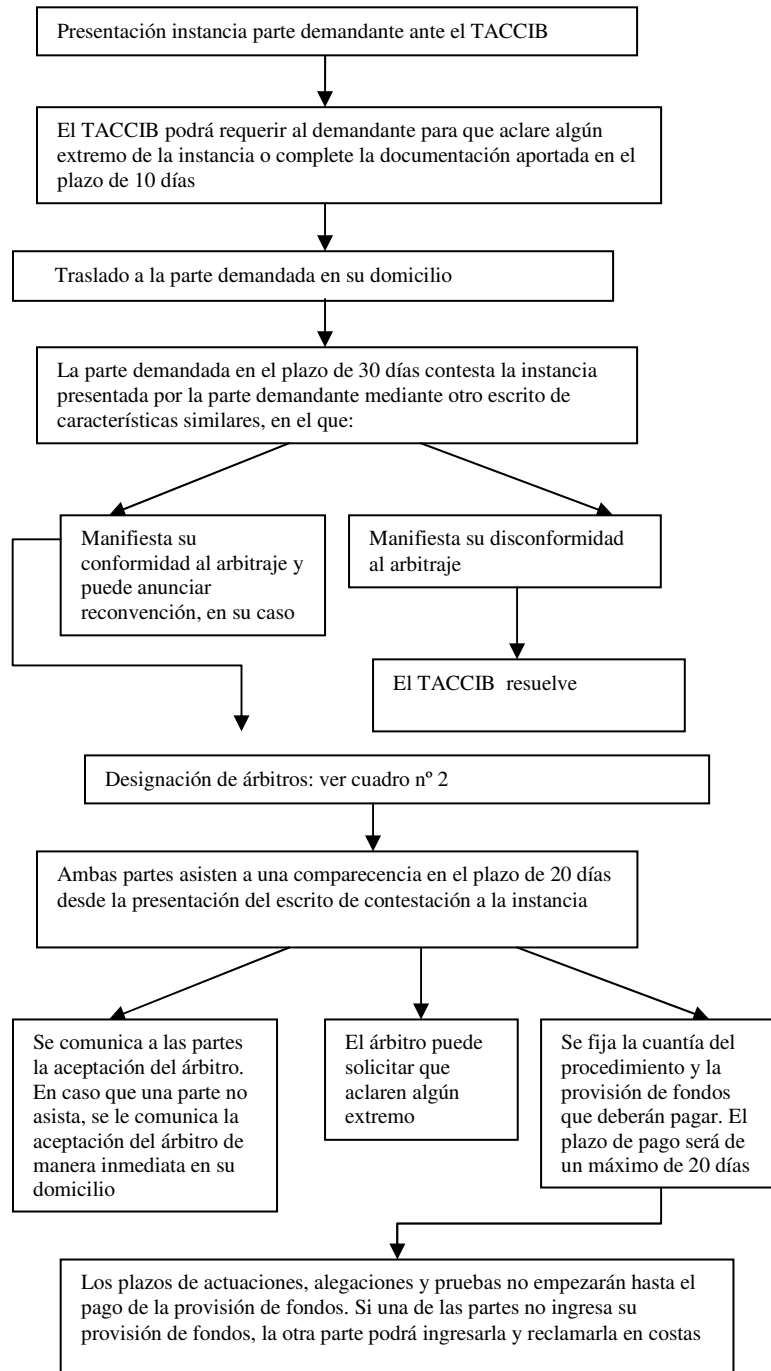 Presentación instancia parte demandante ante el TACCIB
El TACCIB podrá requerir al demandante para que aclare algún
extremo de la instancia o complete la documentación aportada en el
plazo de 10 días
Traslado a la parte demandada en su domicilio
La parte demandada en el plazo de 30 días contesta la instancia
presentada por la parte demandante mediante otro escrito de
características similares, en el que:
Manifiesta su
conformidad al arbitraje y
puede anunciar
reconvención, en su caso
Manifiesta su disconformidad
al arbitraje
El TACCIB resuelve
Designación de árbitros: ver cuadro nº 2
Ambas partes asisten a una comparecencia en el plazo de 20 días
desde la presentación del escrito de contestación a la instancia
Se comunica a las partes
la aceptación del árbitro.
En caso que una parte no
asista, se le comunica la
aceptación del árbitro de
manera inmediata en su
domicilio
El árbitro puede
solicitar que
aclaren algún
extremo
Se fija la cuantía del
procedimiento y la
provisión de fondos
que deberán pagar. El
plazo de pago será de
un máximo de 20 días
Los plazos de actuaciones, alegaciones y pruebas no empezarán hasta el
pago de la provisión de fondos. Si una de las partes no ingresa su
provisión de fondos, la otra parte podrá ingresarla y reclamarla en costas